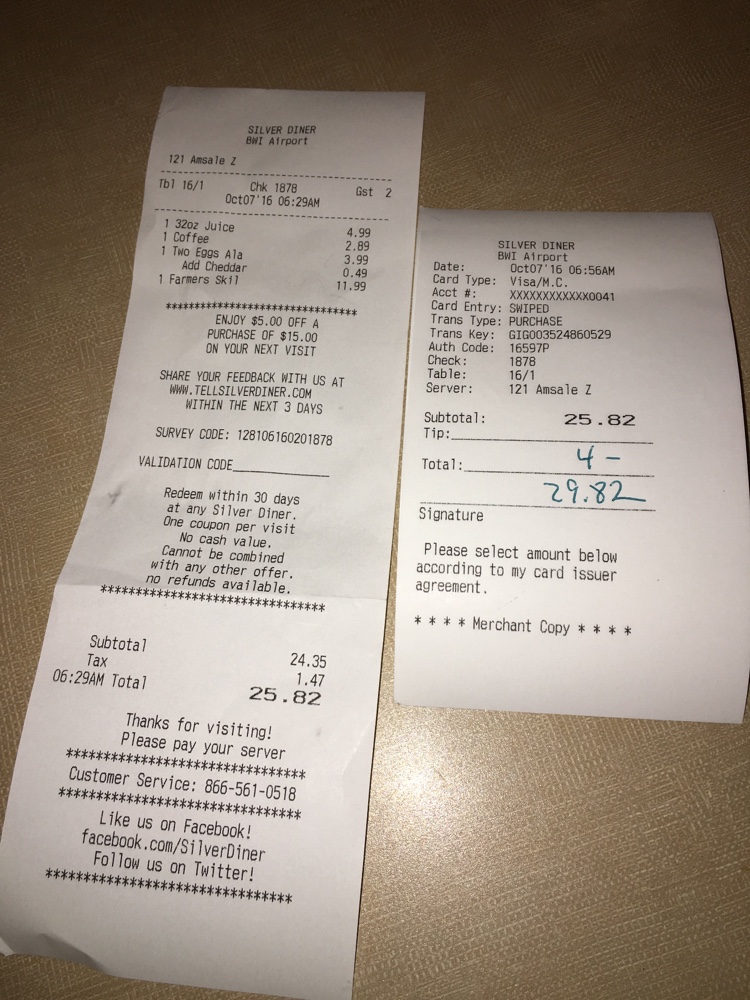 SILVER DINER
BWI Airport
121 Amsale Z
Tbl 16/1 Chk 1878 Gst 2
Oct07'16 06:29AM
1 32oz Juice 4.99
1 Coffee 2.89
1 Two Eggs Ala 3.99
Add Cheddar 0.49
1 Farmers Skil 11.99
******************************
ENJOY $5.00 OFF A
PURCHASE OF $15.00
ON YOUR NEXT VISIT
SHARE YOUR FEEDBACK WITH US AT
WWW.TELLSILVERDINER.COM
WITHIN THE NEXT 3 DAYS
SURVEY CODE: 128106160201878
VALIDATION CODE____________
Redeem within 30 days
at any Silver Diner.
One coupon per visit
No cash value.
Cannot be combined
with any other offer.
no refunds available.
******************************
Subtotal 24.35
Tax 1.47
06:29AM Total 25.82
Thanks for visiting!
Please pay your server
******************************
Customer Service: 866-561-0518
******************************
Like us on Facebook!
facebook.com/SilverDiner
Follow us on Twitter!
******************************
SILVER DINER
BWI Airport
Date: Oct07'16 06:56AM
Card Type: Visa/M.C.
Acct #: XXXXXXXXXXXX0041
Card Entry: SWIPED
Trans Type: PURCHASE
Trans Key: GIG003524860529
Auth Code: 16597P
Check: 1878
Table: 16/1
Server: 121 Amsale Z
Subtotal: 25.82
Tip:____________
4 -
Total:____________
29.82
Signature
Please select amount below
according to my card issuer
agreement.
* * * * Merchant Copy * * * *